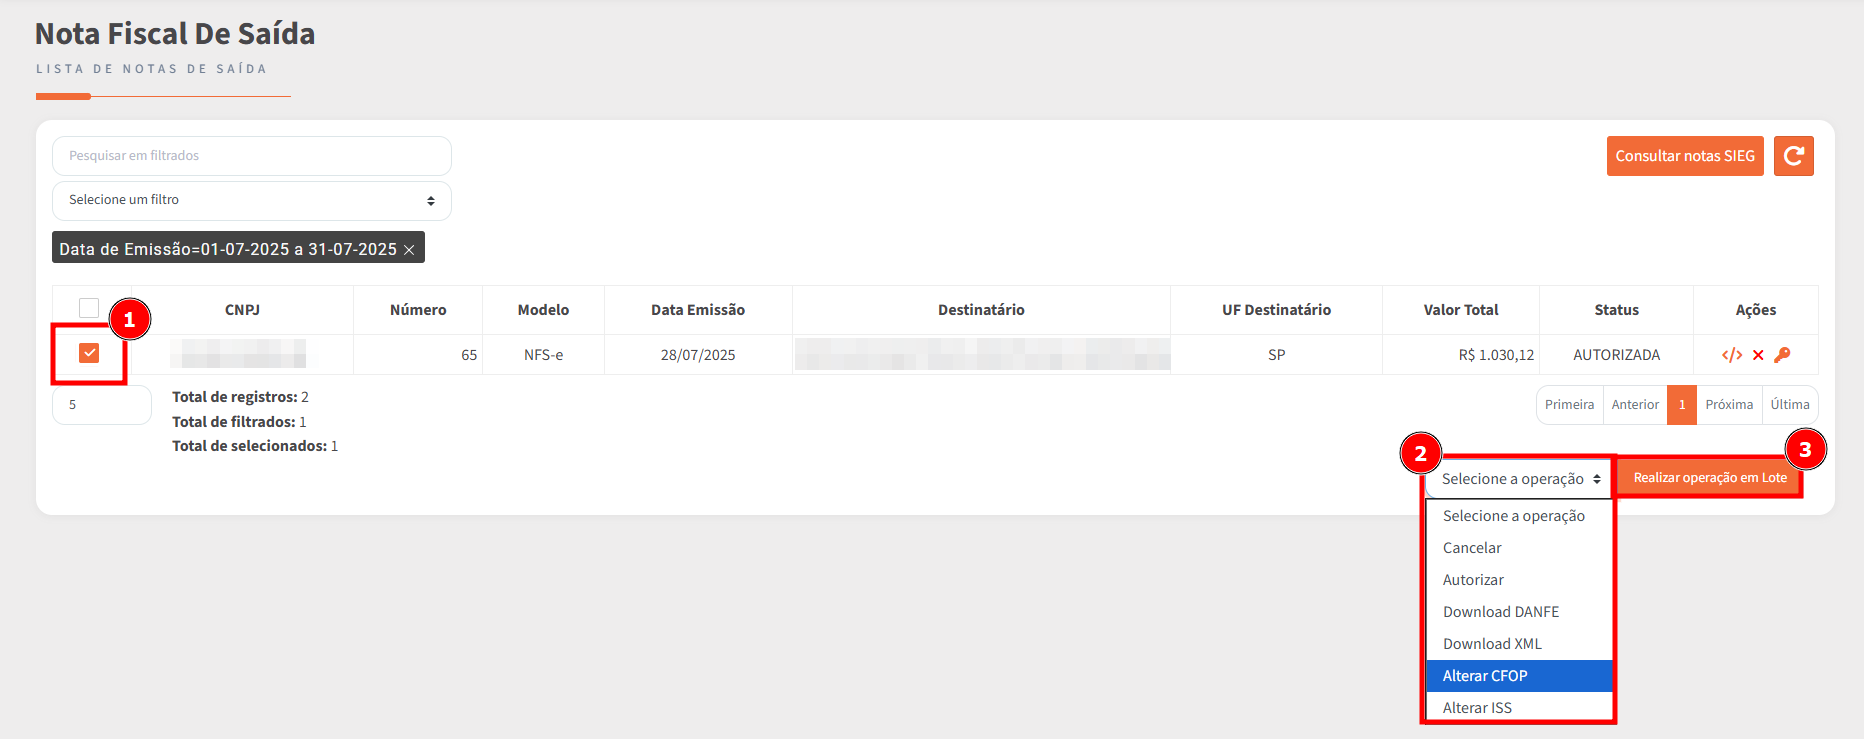 Nota Fiscal De Saída
LISTA DE NOTAS DE SAÍDA
Pesquisar em filtrados
Consultar notas SIEG
Selecione um filtro
Data de Emissão=01-07-2025 a 31-07-2025 ×
CNPJ Número Modelo Data Emissão Destinatário UF Destinatário Valor Total Status Ações
1
65 NFS-e 28/07/2025 SP R$ 1.030,12 AUTORIZADA </>
5
Total de registros: 2
Total de filtrados: 1
Total de selecionados: 1
Primeira Anterior 1 Próxima Última
2
3
Selecione a operação
Realizar operação em Lote
Selecione a operação
Cancelar
Autorizar
Download DANFE
Download XML
Alterar CFOP
Alterar ISS